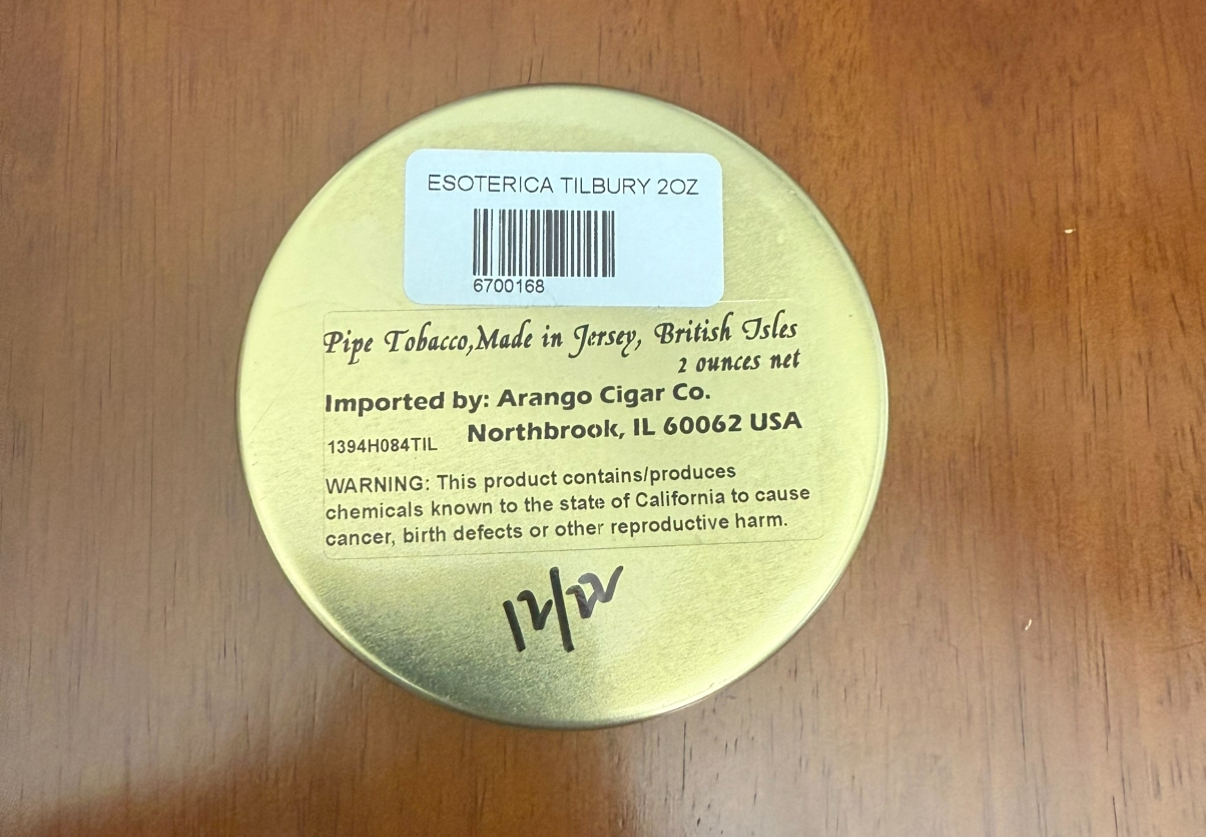 ESOTERICA TILBURY 2OZ
6700168
Pipe Tobacco,Made in Jersey, British Isles
2 ounces net
Imported by: Arango Cigar Co.
Northbrook, IL 60062 USA
1394H084TIL
WARNING: This product contains/produces
chemicals known to the state of California to cause
cancer, birth defects or other reproductive harm.
12/22